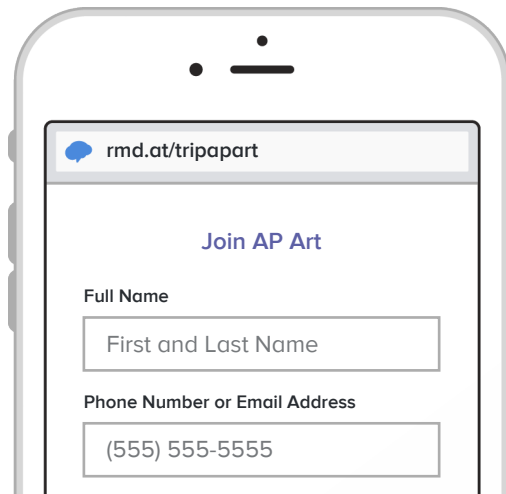 rmd.at/tripapart
Join AP Art
Full Name
First and Last Name
Phone Number or Email Address
(555) 555-5555